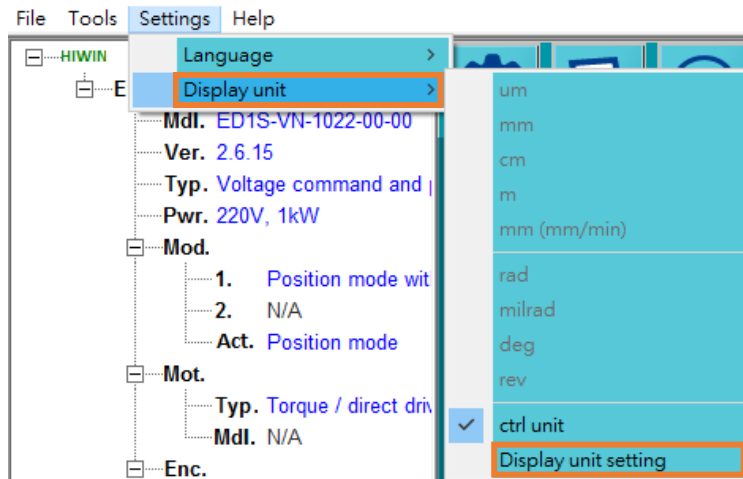 File Tools Settings Help
HIWIN
Language >
E
Display unit >
Mdl. ED1S-VN-1022-00-00
Ver. 2.6.15
Typ. Voltage command and
Pwr. 220V, 1kW
Mod.
1. Position mode wit
2. N/A
Act. Position mode
Mot.
Typ. Torque / direct driv
Mdl. N/A
Enc.
um
mm
cm
m
mm (mm/min)
rad
milrad
deg
rev
ctrl unit
Display unit setting